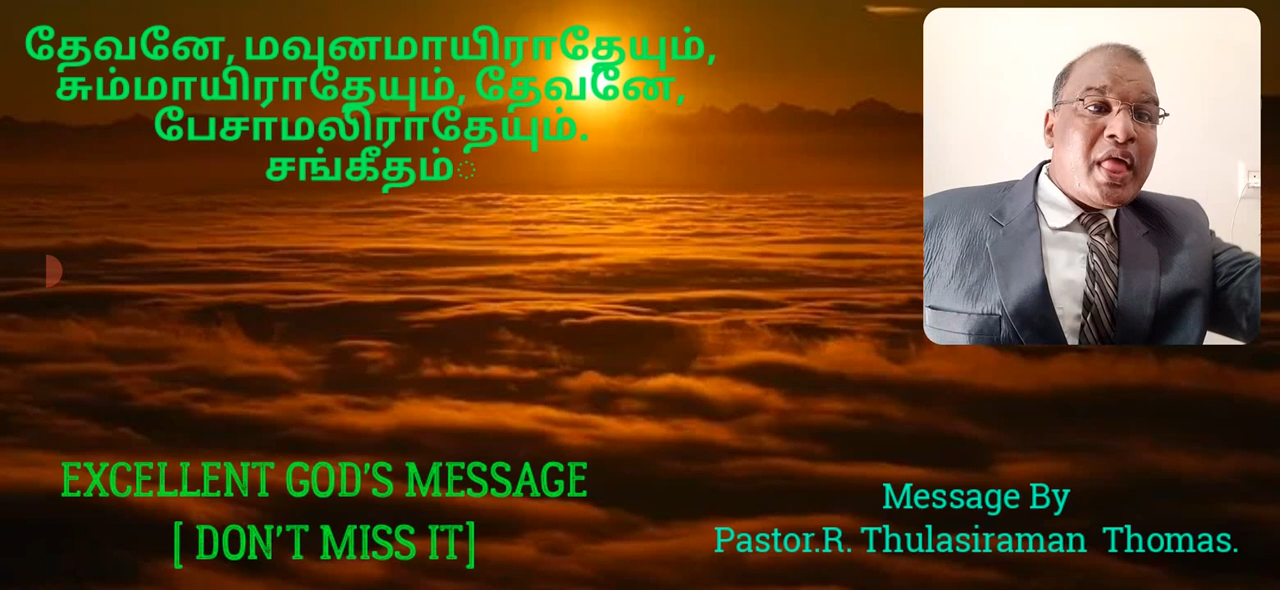 தேவனே, மவுனமாயிராதேயும்,
சும்மாயிராதேயும், தேவனே,
பேசாமலிராதேயும்.
சங்கீதம்
EXCELLENT GOD'S MESSAGE
[ DON'T MISS IT]
Message By
Pastor.R. Thulasiraman Thomas.